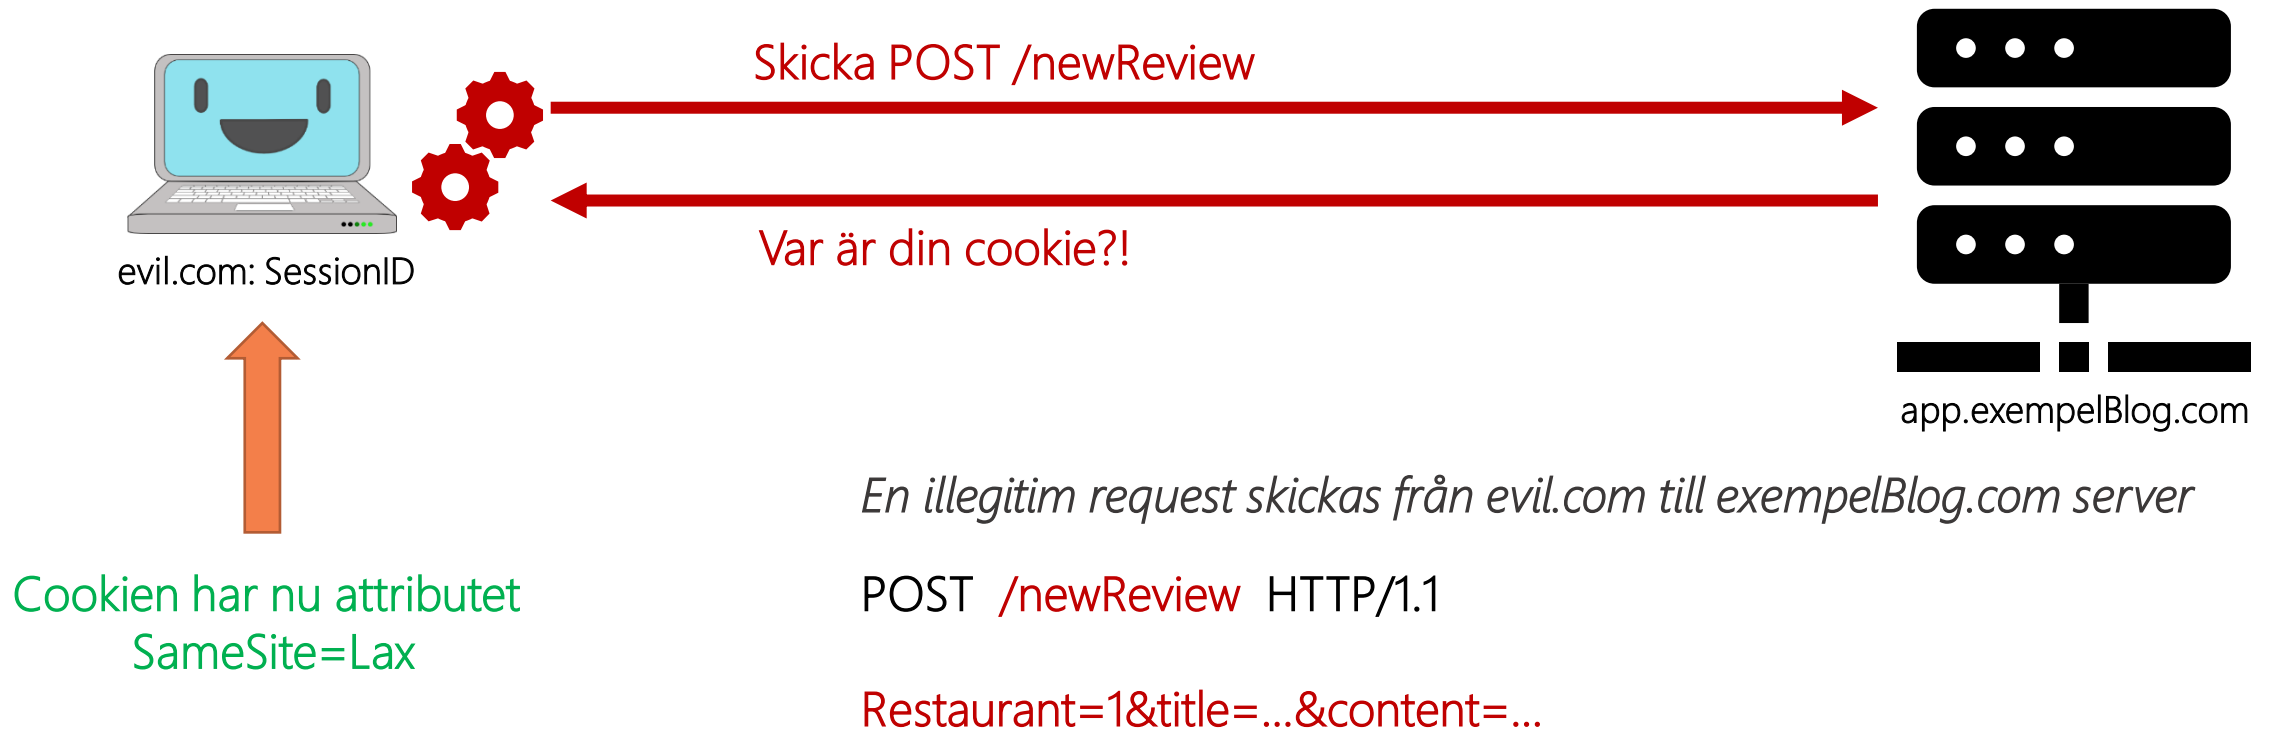 Skicka POST /newReview
Var är din cookie?!
evil.com: SessionID
app.exempelBlog.com
En illegitim request skickas från evil.com till exempelBlog.com server
Cookien har nu attributet
SameSite=Lax
POST /newReview HTTP/1.1
Restaurant=1&title=...&content=...